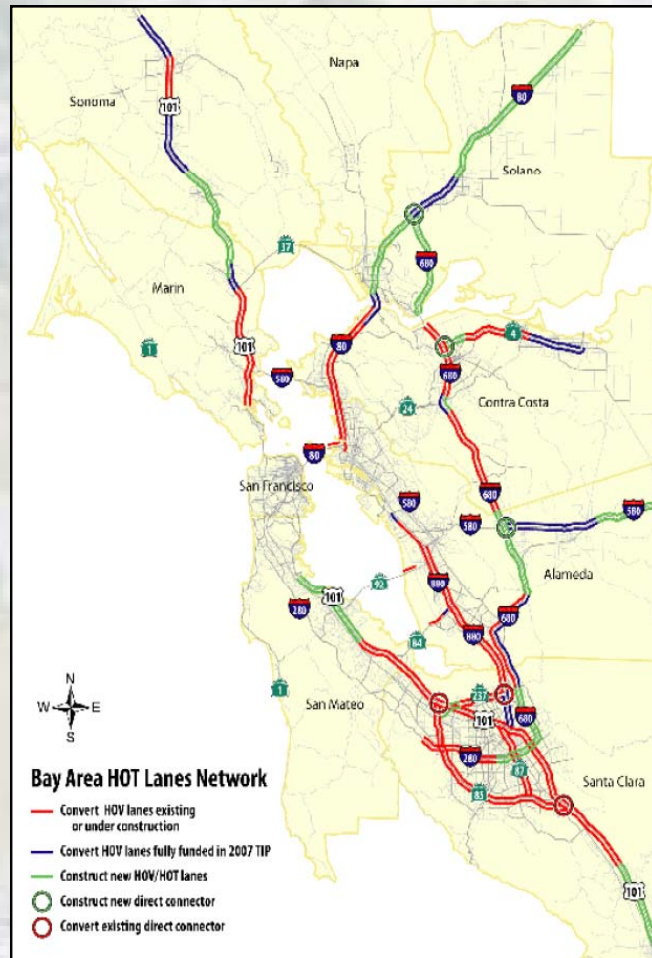 Napa
Sonoma
101
80
Solano
37
680
Marin
1
101
80
4
580
680
24
Contra Costa
80
San Francisco
580
680
580
580
Alameda
101
880
280
84
880
680
1
San Mateo
237
101
680
280
87
85
Santa Clara
101
N
W
E
S
Bay Area HOT Lanes Network
Convert HOV lanes existing
or under construction
Convert HOV lanes fully funded in 2007 TIP
Construct new HOV/HOT lanes
Construct new direct connector
Convert existing direct connector